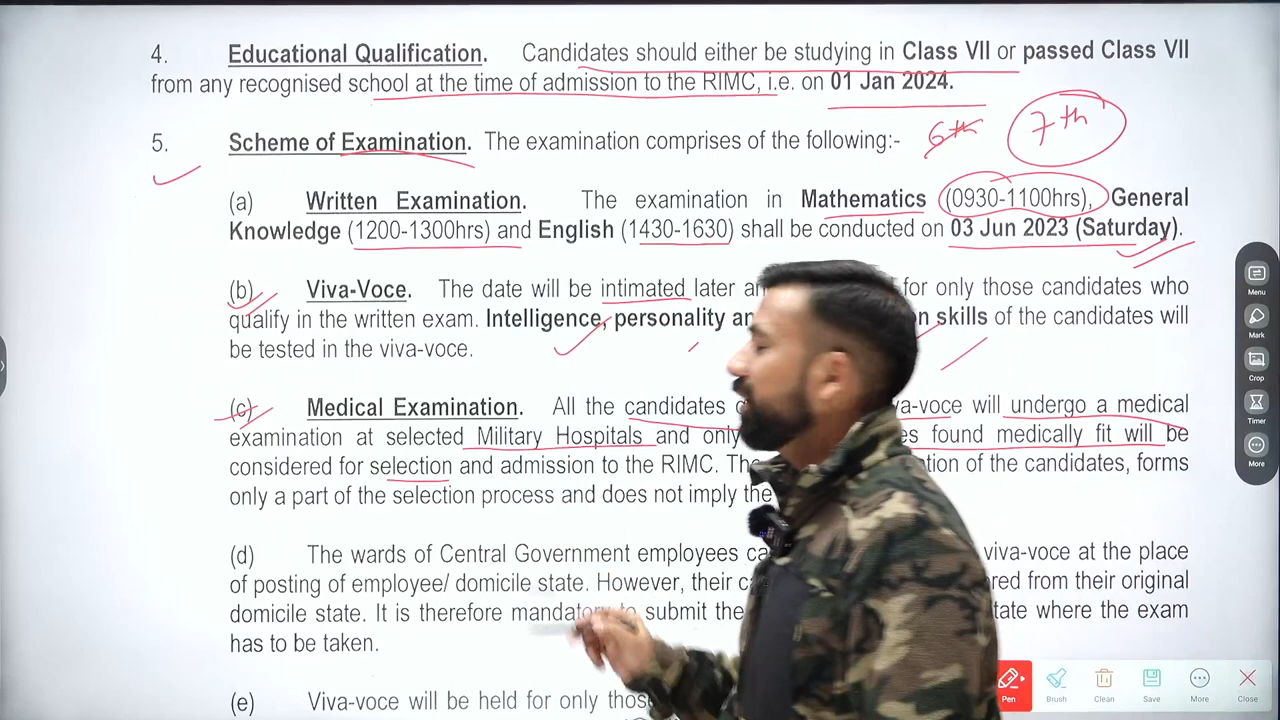 4. Educational Qualification. Candidates should either be studying in Class VII or passed Class VII
from any recognised school at the time of admission to the RIMC, i.e. on 01 Jan 2024.
6th 7th
5. Scheme of Examination. The examination comprises of the following:-
(a) Written Examination. The examination in Mathematics (0930-1100hrs), General
Knowledge (1200-1300hrs) and English (1430-1630) shall be conducted on 03 Jun 2023 (Saturday).
(b) Viva-Voce. The date will be intimated later an for only those candidates who
qualify in the written exam. Intelligence, personality an n skills of the candidates will
be tested in the viva-voce.
(c) Medical Examination. All the candidates a-voce will undergo a medical
examination at selected Military Hospitals and only es found medically fit will be
considered for selection and admission to the RIMC. The tion of the candidates, forms
only a part of the selection process and does not imply the
(d) The wards of Central Government employees ca viva-voce at the place
of posting of employee/ domicile state. However, their c red from their original
domicile state. It is therefore mandatory to submit the tate where the exam
has to be taken.
(e) Viva-voce will be held for only thos
Menu
Mark
Crop
Timer
More
Pen Brush Clean Save More Close